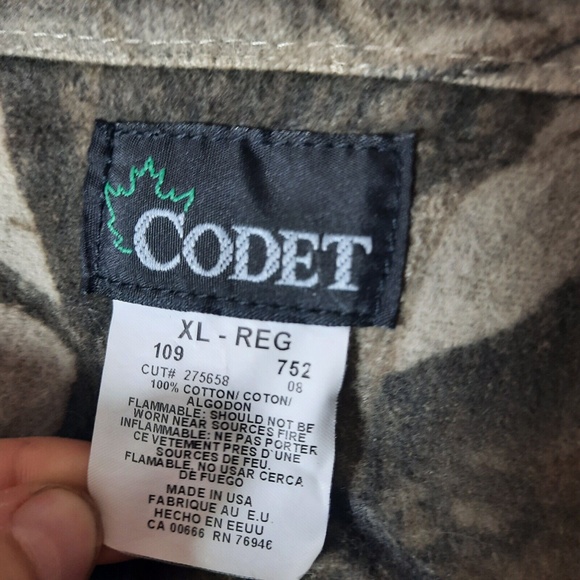 CODET
XL - REG
109 752
CUT# 275658 08
100% COTTON/ COTON/
ALGODON
FLAMMABLE: SHOULD NOT BE
WORN NEAR SOURCES FIRE
INFLAMMABLE: NE PAS PORTER
CE VETEMENT PRES D'UNE
SOURCES DE FEU.
FLAMABLE, NO USAR CERCA
DE FUEGO
MADE IN USA
FABRIQUE AU E.U.
HECHO EN EEUU
CA 00666 RN 76946